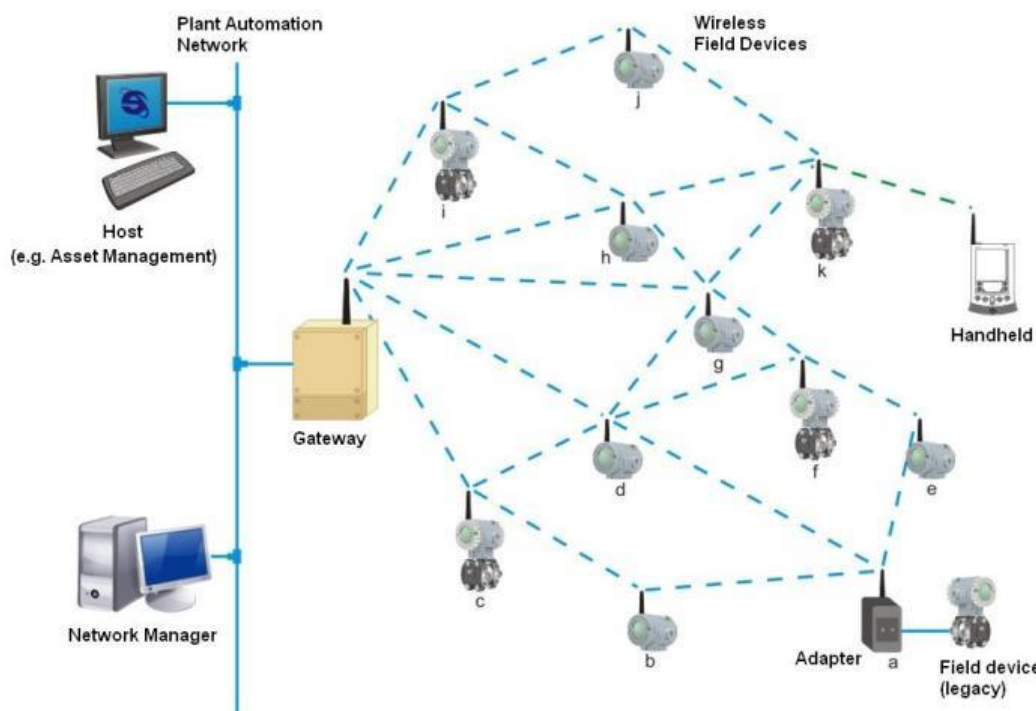 Plant Automation
Network
Wireless
Field Devices
j
i
Host
(e.g. Asset Management)
h
k
Handheld
g
Gateway
d
f
e
c
Network Manager
b
Adapter
a
Field device
(legacy)